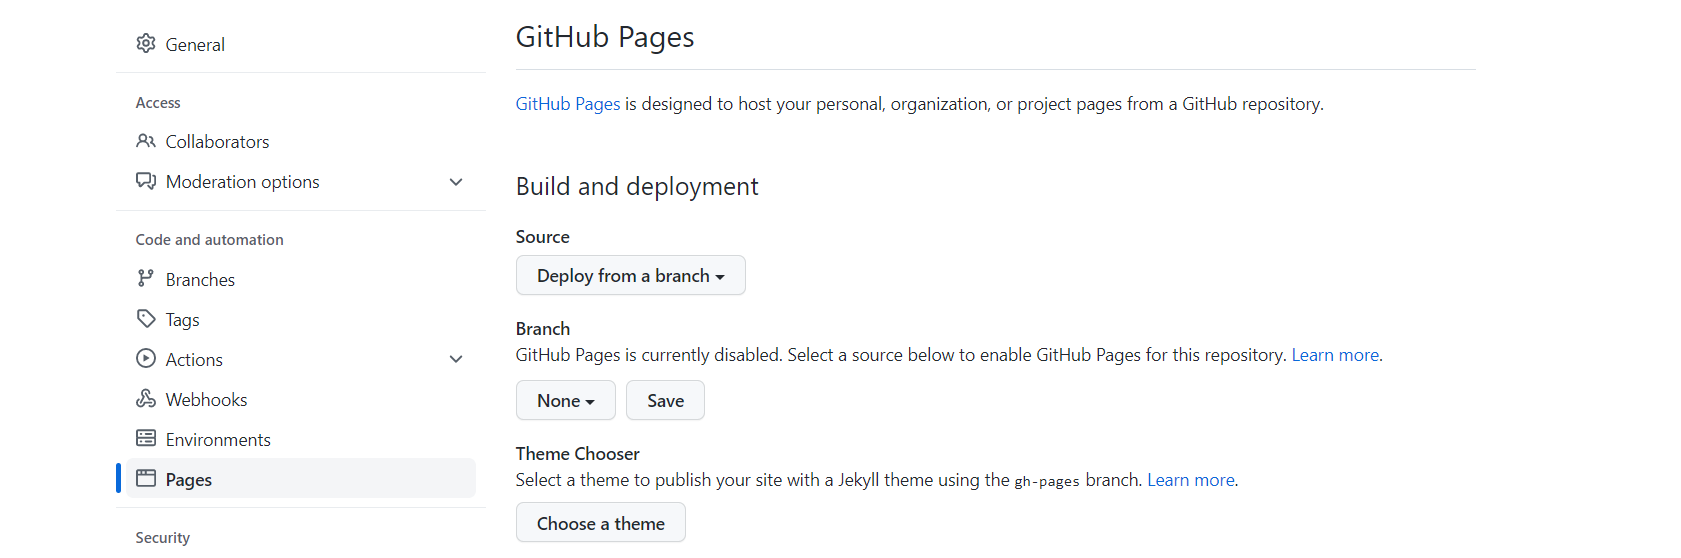 General
Access
Collaborators
Moderation options
Code and automation
Branches
Tags
Actions
Webhooks
Environments
Pages
Security
GitHub Pages
GitHub Pages is designed to host your personal, organization, or project pages from a GitHub repository.
Build and deployment
Source
Deploy from a branch
Branch
GitHub Pages is currently disabled. Select a source below to enable GitHub Pages for this repository. Learn more.
None Save
Theme Chooser
Select a theme to publish your site with a Jekyll theme using the gh-pages branch. Learn more.
Choose a theme